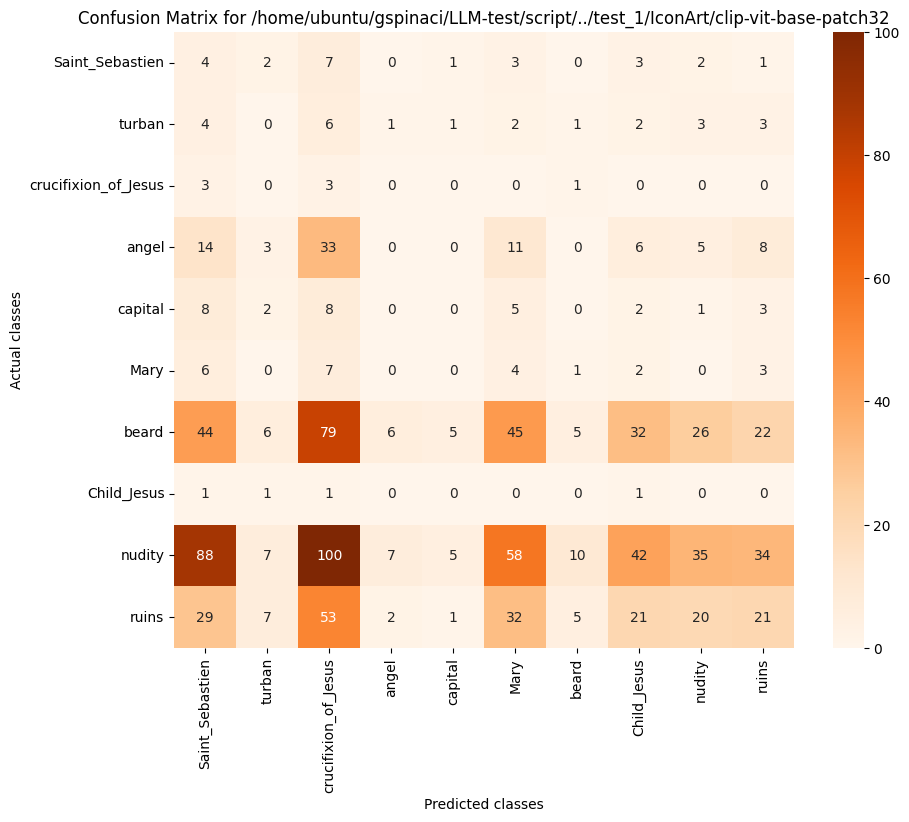 Confusion Matrix for /home/ubuntu/gspinaci/LLM-test/script/../test_1/IconArt/clip-vit-base-patch32
Saint_Sebastien 4 2 7 0 1 3 0 3 2 1
turban 4 0 6 1 1 2 1 2 3 3
crucifixion_of_Jesus 3 0 3 0 0 0 1 0 0 0
angel 14 3 33 0 0 11 0 6 5 8
capital 8 2 8 0 0 5 0 2 1 3
Mary 6 0 7 0 0 4 1 2 0 3
beard 44 6 79 6 5 45 5 32 26 22
Child_Jesus 1 1 1 0 0 0 0 1 0 0
nudity 88 7 100 7 5 58 10 42 35 34
ruins 29 7 53 2 1 32 5 21 20 21
Actual classes
Saint_Sebastien
turban
crucifixion_of_Jesus
angel
capital
Mary
beard
Child_Jesus
nudity
ruins
Predicted classes
100
80
60
40
20
0